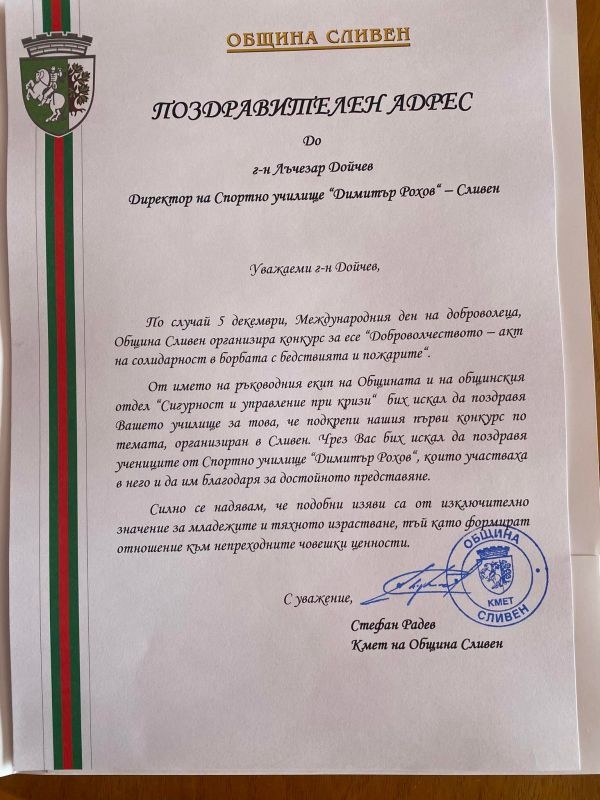 ОБЩИНА СЛИВЕН
ПОЗДРАВИТЕЛЕН АДРЕС
До
г-н Лъчезар Дойчев
Директор на Спортно училище “Димитър Рохов“ – Сливен
Уважаеми г-н Дойчев,
По случай 5 декември, Международния ден на доброволеца,
Община Сливен организира конкурс за есе “Доброволчеството – акт
на солидарност в борбата с бедствията и пожарите“.
От името на ръководния екип на Общината и на общинския
отдел “Сигурност и управление при кризи“ бих искал да поздравя
Вашето училище за това, че подкрепи нашия първи конкурс по
темата, организиран в Сливен. Чрез Вас бих искал да поздравя
учениците от Спортно училище “Димитър Рохов“, които участваха
в него и да им благодаря за достойното представяне.
Силно се надявам, че подобни изяви са от изключително
значение за младежите и тяхното израстване, тъй като формират
отношение към непреходните човешки ценности.
С уважение,
Стефан Радев
Кмет на Община Сливен
ОБЩИНА
КМЕТ
СЛИВЕН